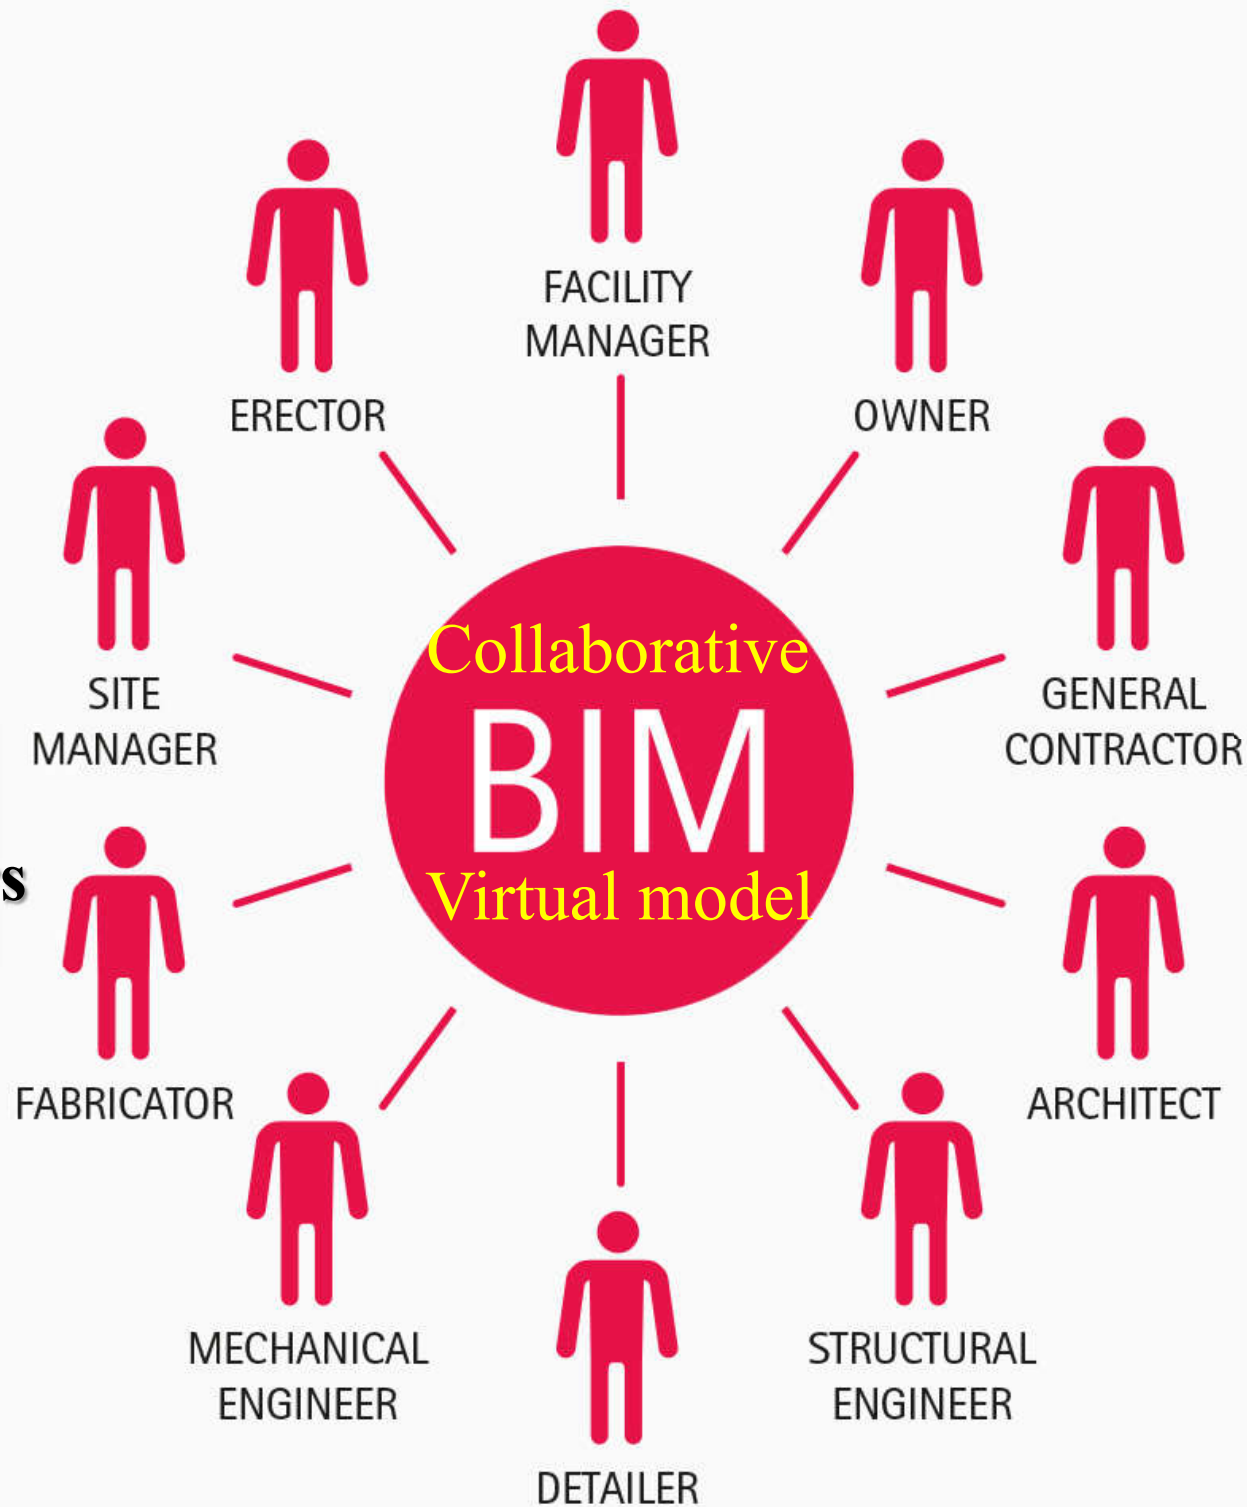 FACILITY
MANAGER
ERECTOR
OWNER
SITE
MANAGER
GENERAL
CONTRACTOR
Collaborative
BIM
Virtual model
s
FABRICATOR
ARCHITECT
MECHANICAL
ENGINEER
STRUCTURAL
ENGINEER
DETAILER